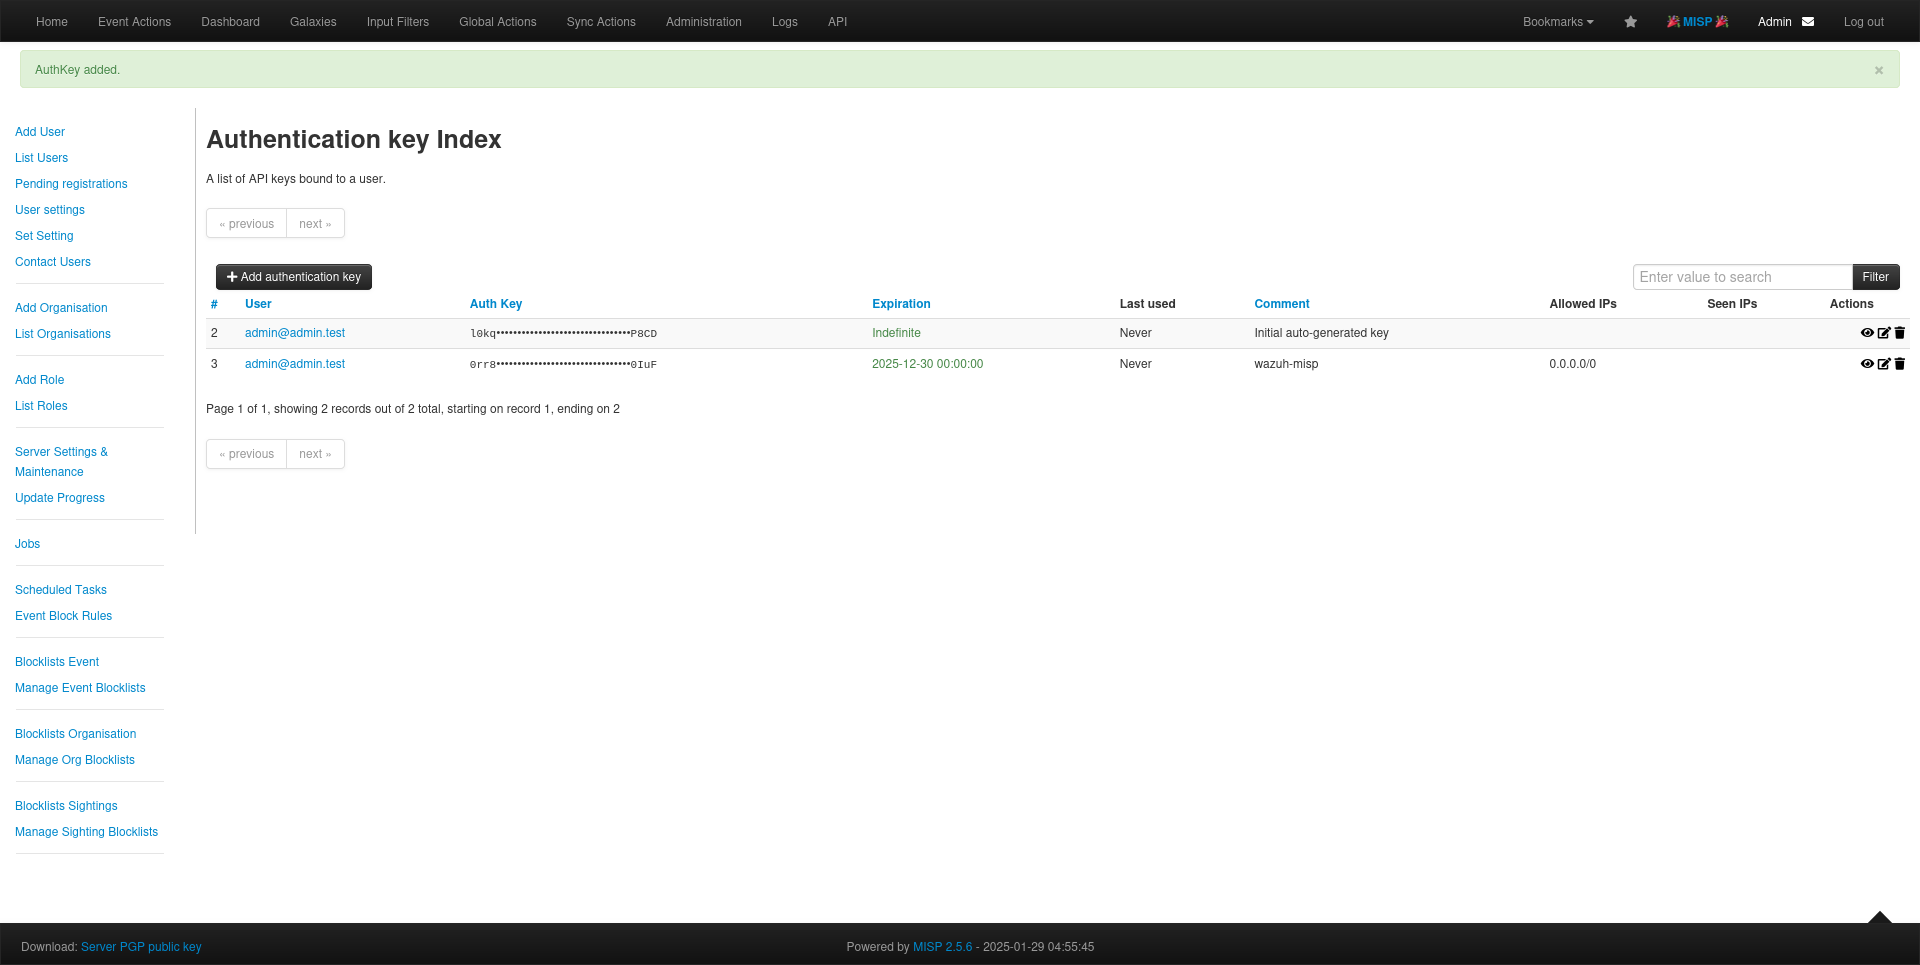 Home Event Actions Dashboard Galaxies Input Filters Global Actions Sync Actions Administration Logs API Bookmarks MISP Admin Log out
AuthKey added. ×
Add User
List Users
Pending registrations
User settings
Set Setting
Contact Users
Add Organisation
List Organisations
Add Role
List Roles
Server Settings &
Maintenance
Update Progress
Jobs
Scheduled Tasks
Event Block Rules
Blocklists Event
Manage Event Blocklists
Blocklists Organisation
Manage Org Blocklists
Blocklists Sightings
Manage Sighting Blocklists
Authentication key Index
A list of API keys bound to a user.
« previous next »
Add authentication key Enter value to search Filter
# User Auth Key Expiration Last used Comment Allowed IPs Seen IPs Actions
2 admin@admin.test l0kq••••••••••••••••••••••••••••••••P8CD Indefinite Never Initial auto-generated key
3 admin@admin.test 0rr8••••••••••••••••••••••••••••••••0IuF 2025-12-30 00:00:00 Never wazuh-misp 0.0.0.0/0
Page 1 of 1, showing 2 records out of 2 total, starting on record 1, ending on 2
« previous next »
Download: Server PGP public key Powered by MISP 2.5.6 - 2025-01-29 04:55:45